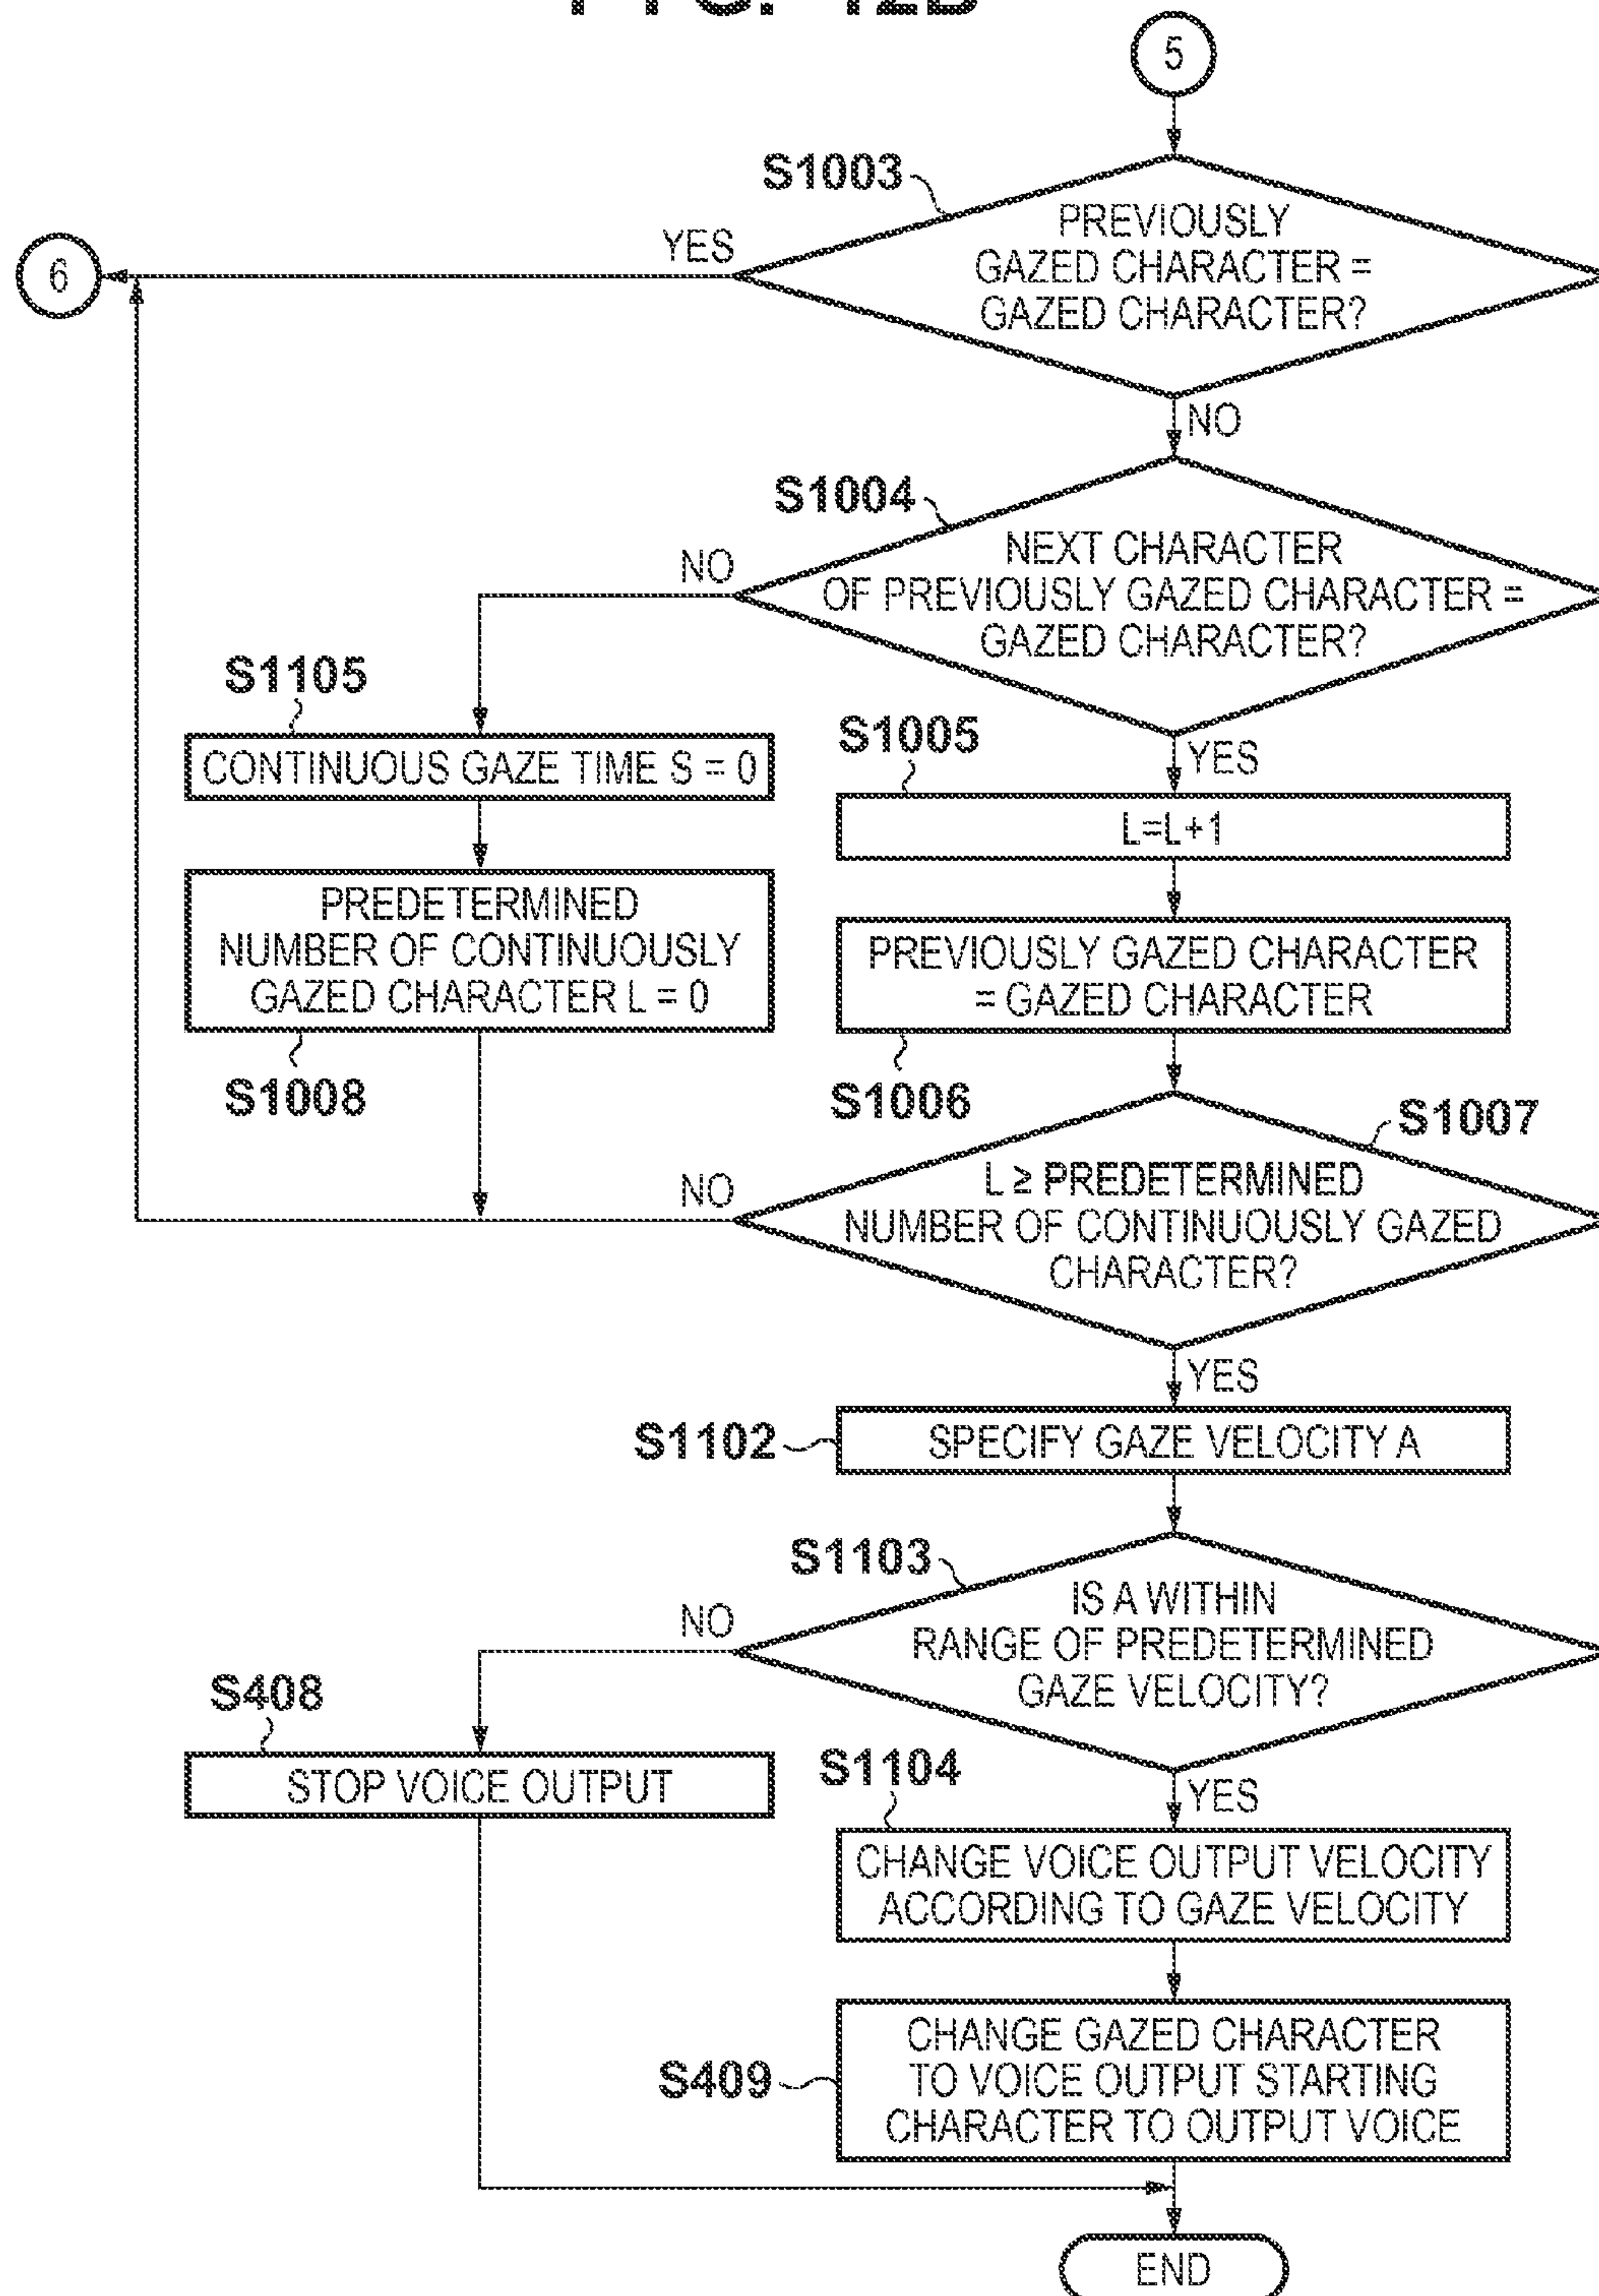 FIG. 12B
5
S1003
PREVIOUSLY
GAZED CHARACTER =
GAZED CHARACTER?
YES
6
NO
S1004
NEXT CHARACTER
OF PREVIOUSLY GAZED CHARACTER =
GAZED CHARACTER?
NO
S1105
CONTINUOUS GAZE TIME S = 0
YES
S1005
L=L+1
PREDETERMINED
NUMBER OF CONTINUOUSLY
GAZED CHARACTER L = 0
S1008
PREVIOUSLY GAZED CHARACTER
= GAZED CHARACTER
S1006
S1007
L ≥ PREDETERMINED
NUMBER OF CONTINUOUSLY GAZED
CHARACTER?
NO
YES
S1102
SPECIFY GAZE VELOCITY A
S1103
IS A WITHIN
RANGE OF PREDETERMINED
GAZE VELOCITY?
NO
S408
STOP VOICE OUTPUT
YES
S1104
CHANGE VOICE OUTPUT VELOCITY
ACCORDING TO GAZE VELOCITY
S409
CHANGE GAZED CHARACTER
TO VOICE OUTPUT STARTING
CHARACTER TO OUTPUT VOICE
END